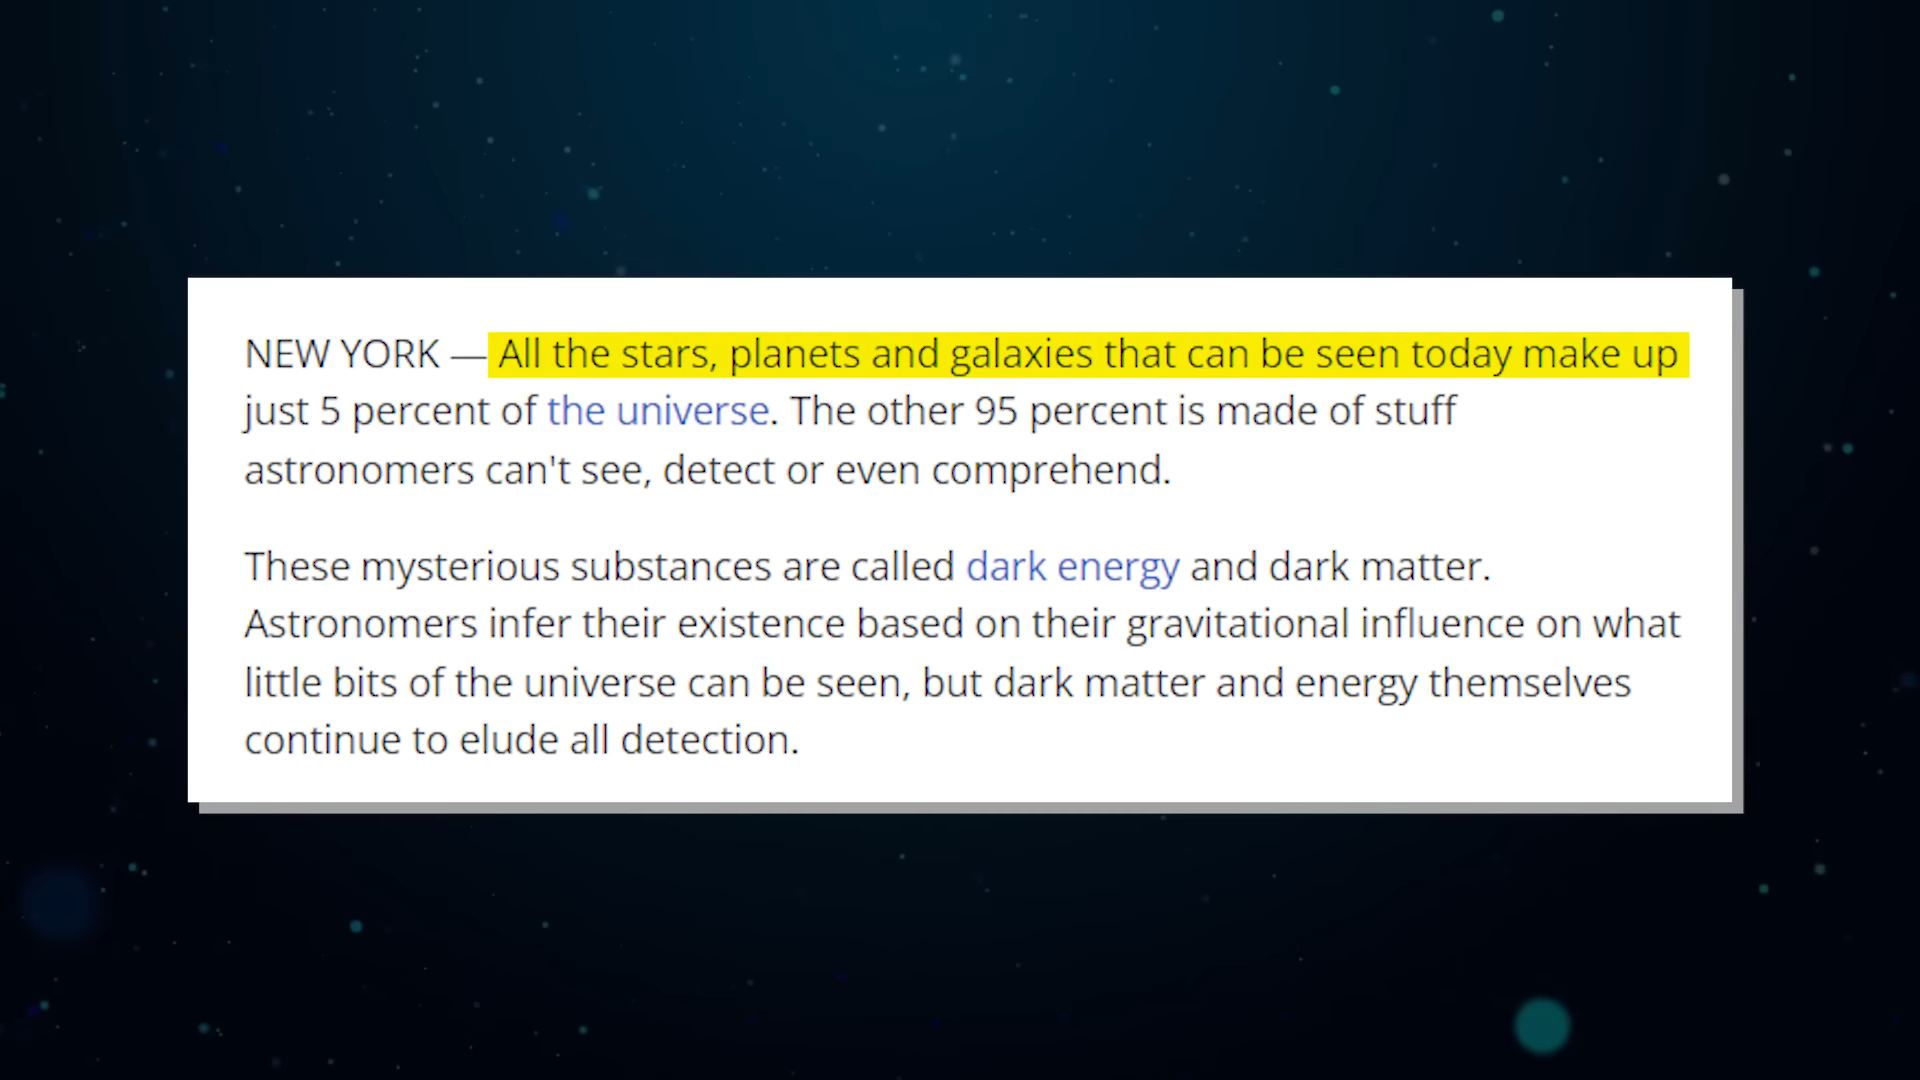 NEW YORK — All the stars, planets and galaxies that can be seen today make up
just 5 percent of the universe. The other 95 percent is made of stuff
astronomers can't see, detect or even comprehend.
These mysterious substances are called dark energy and dark matter.
Astronomers infer their existence based on their gravitational influence on what
little bits of the universe can be seen, but dark matter and energy themselves
continue to elude all detection.